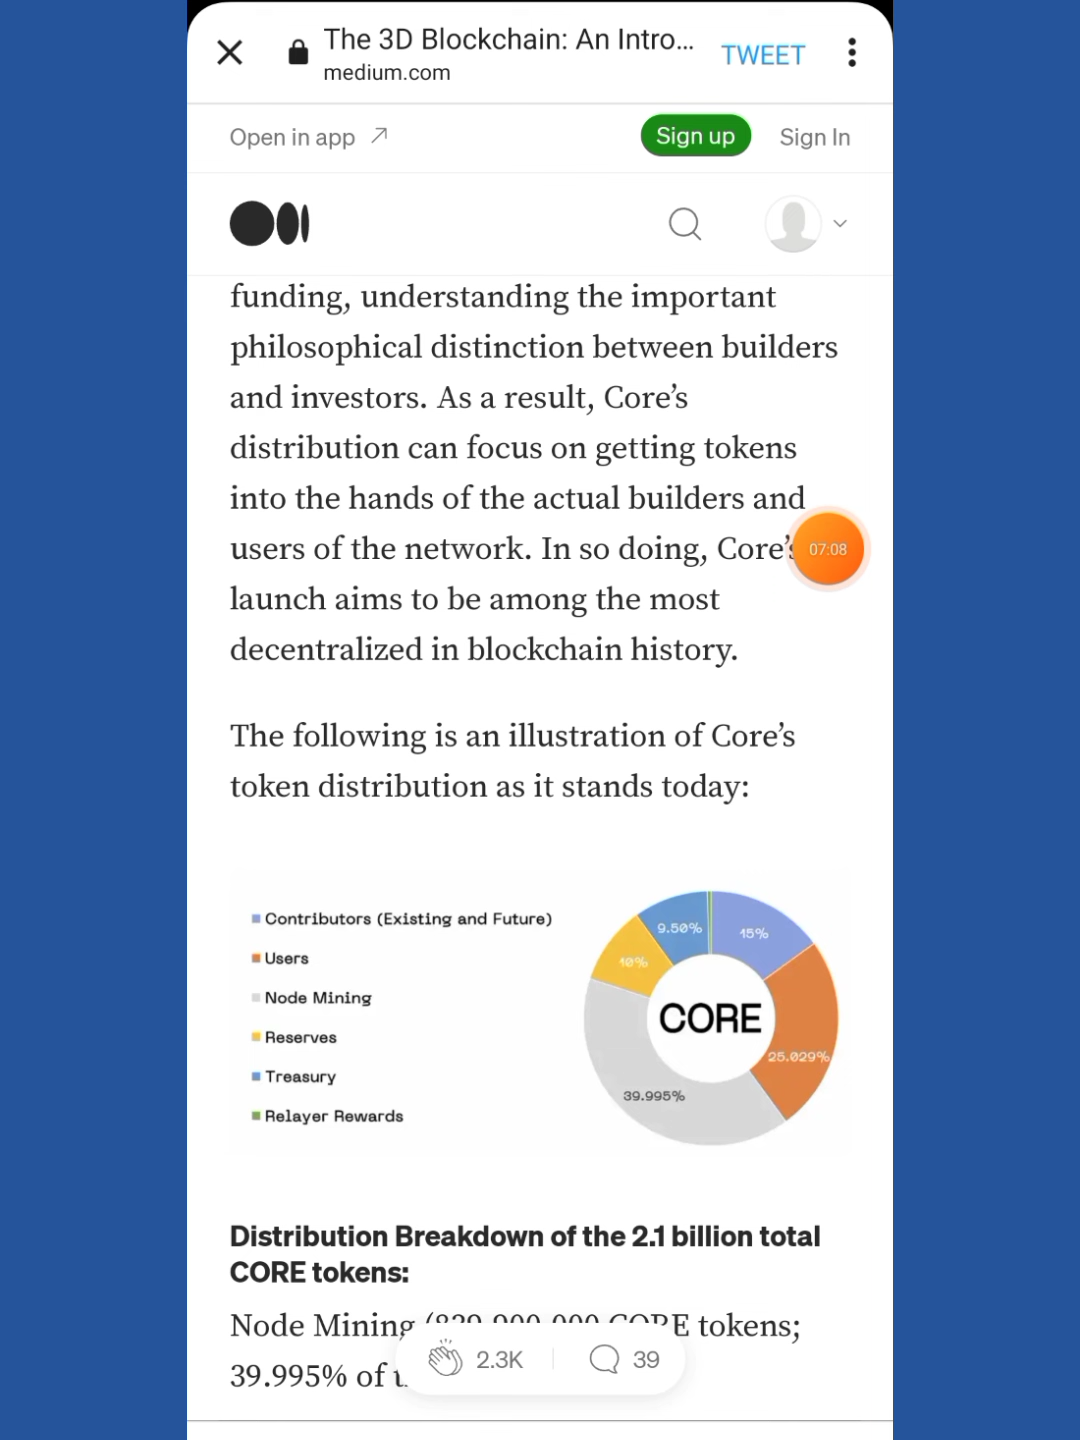 The 3D Blockchain: An Intro...
TWEET
medium.com
Open in app
Sign up
Sign In
funding, understanding the important
philosophical distinction between builders
and investors. As a result, Core’s
distribution can focus on getting tokens
into the hands of the actual builders and
users of the network. In so doing, Core’s
07:08
launch aims to be among the most
decentralized in blockchain history.
The following is an illustration of Core’s
token distribution as it stands today:
Contributors (Existing and Future)
Users
Node Mining
Reserves
Treasury
Relayer Rewards
9.50%
15%
10%
CORE
25.029%
39.995%
Distribution Breakdown of the 2.1 billion total
CORE tokens:
Node Mining CORE tokens;
39.995% of
2.3K
39